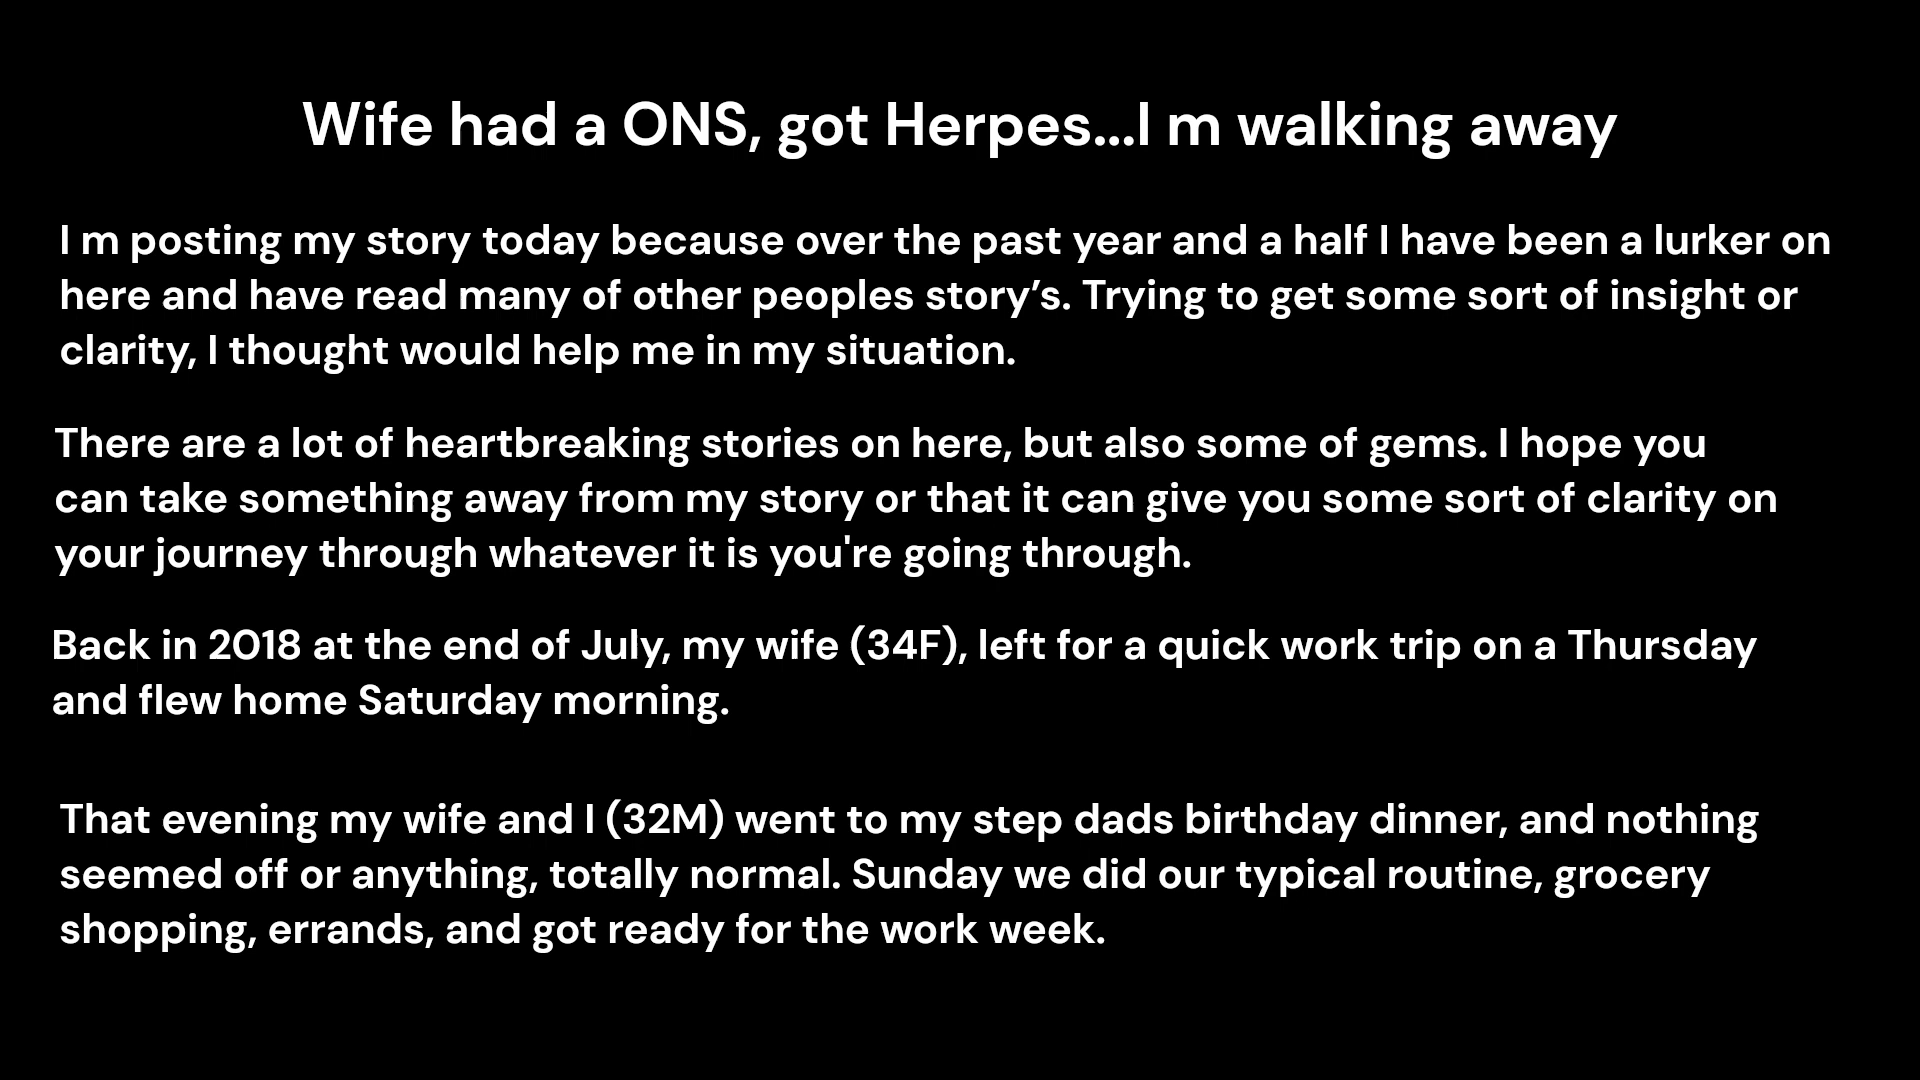 Wife had a ONS, got Herpes...I m walking away
I m posting my story today because over the past year and a half I have been a lurker on
here and have read many of other peoples story’s. Trying to get some sort of insight or
clarity, I thought would help me in my situation.
There are a lot of heartbreaking stories on here, but also some of gems. I hope you
can take something away from my story or that it can give you some sort of clarity on
your journey through whatever it is you're going through.
Back in 2018 at the end of July, my wife (34F), left for a quick work trip on a Thursday
and flew home Saturday morning.
That evening my wife and I (32M) went to my step dads birthday dinner, and nothing
seemed off or anything, totally normal. Sunday we did our typical routine, grocery
shopping, errands, and got ready for the work week.